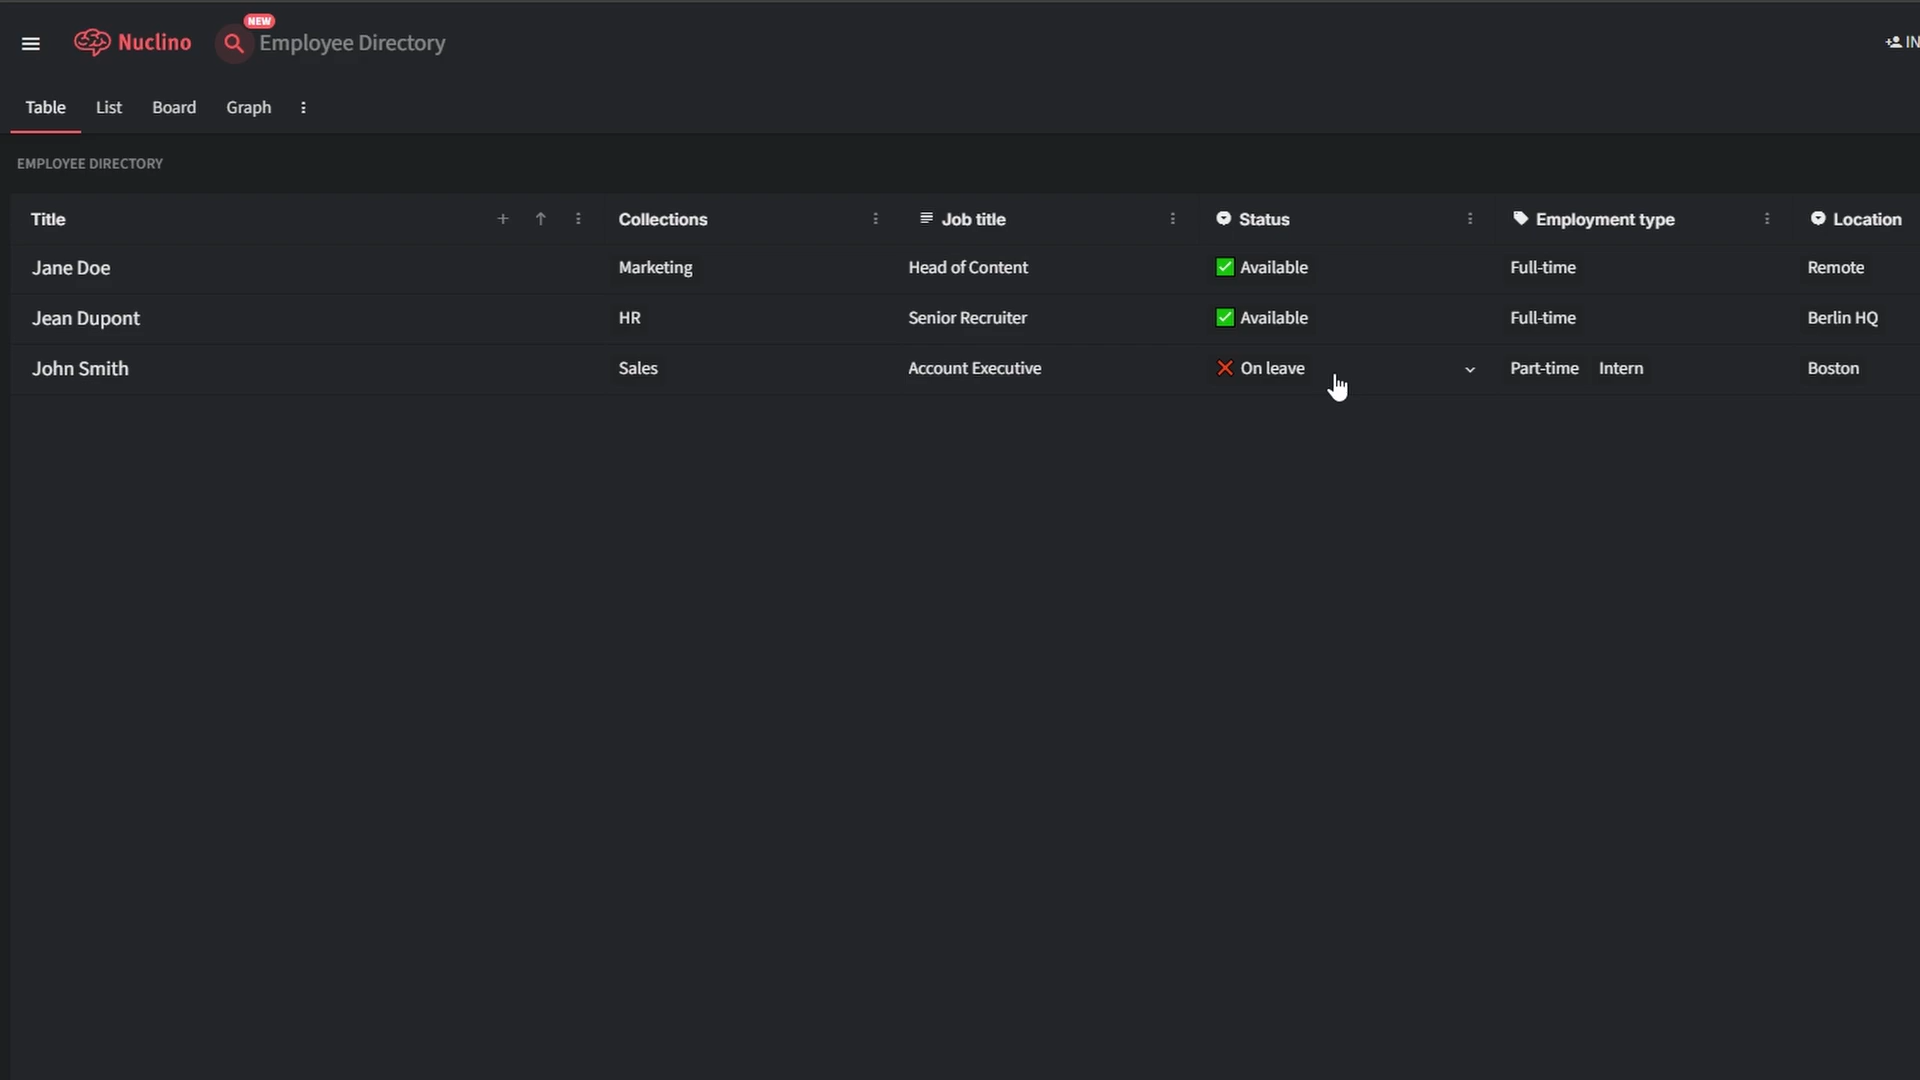 Nuclino
NEW
Employee Directory
Table List Board Graph
EMPLOYEE DIRECTORY
Title Collections Job title Status Employment type Location
Jane Doe Marketing Head of Content Available Full-time Remote
Jean Dupont HR Senior Recruiter Available Full-time Berlin HQ
John Smith Sales Account Executive On leave Part-time Intern Boston